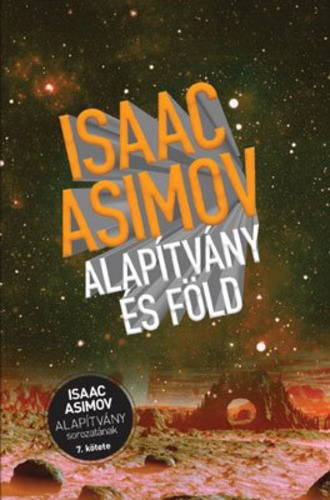 ISAAC
ASIMOV
ALAPÍTVÁNY
ÉS FÖLD
ISAAC
ASIMOV
ALAPÍTVÁNY
sorozatának
7. kötete